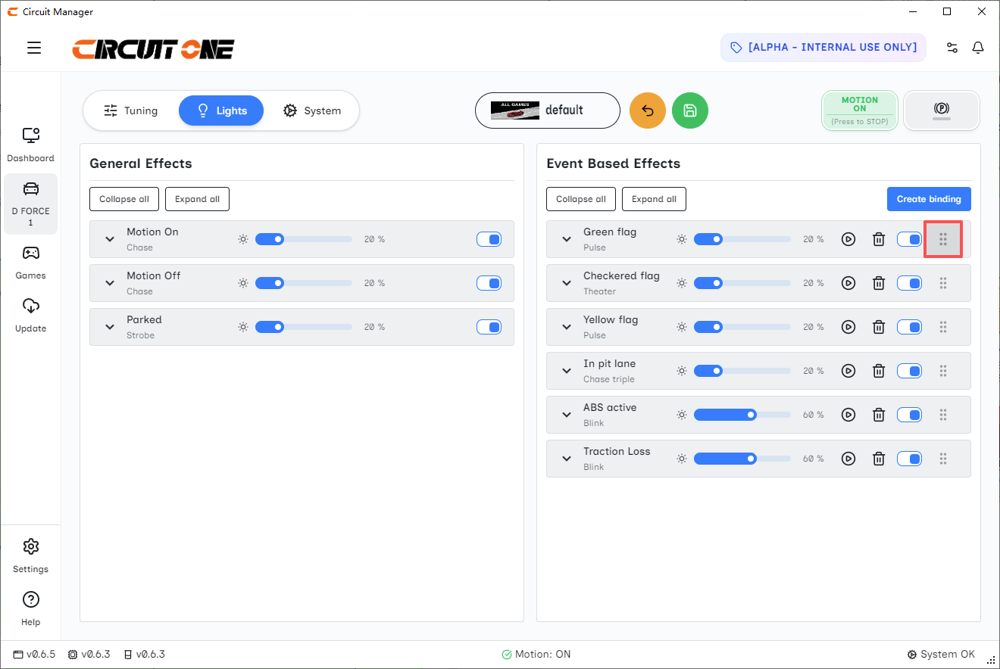 Circuit Manager
CIRCUIT ONE
[ALPHA - INTERNAL USE ONLY]
Tuning
Lights
System
ALL GAMES
default
MOTION
ON
(Press to STOP)
P
Dashboard
D FORCE
1
Games
Update
Settings
Help
General Effects
Collapse all
Expand all
Motion On
Chase
20 %
Motion Off
Chase
20 %
Parked
Strobe
20 %
Event Based Effects
Collapse all
Expand all
Create binding
Green flag
Pulse
20 %
Checkered flag
Theater
20 %
Yellow flag
Pulse
20 %
In pit lane
Chase triple
20 %
ABS active
Blink
60 %
Traction Loss
Blink
60 %
v0.6.5
v0.6.3
v0.6.3
Motion: ON
System OK